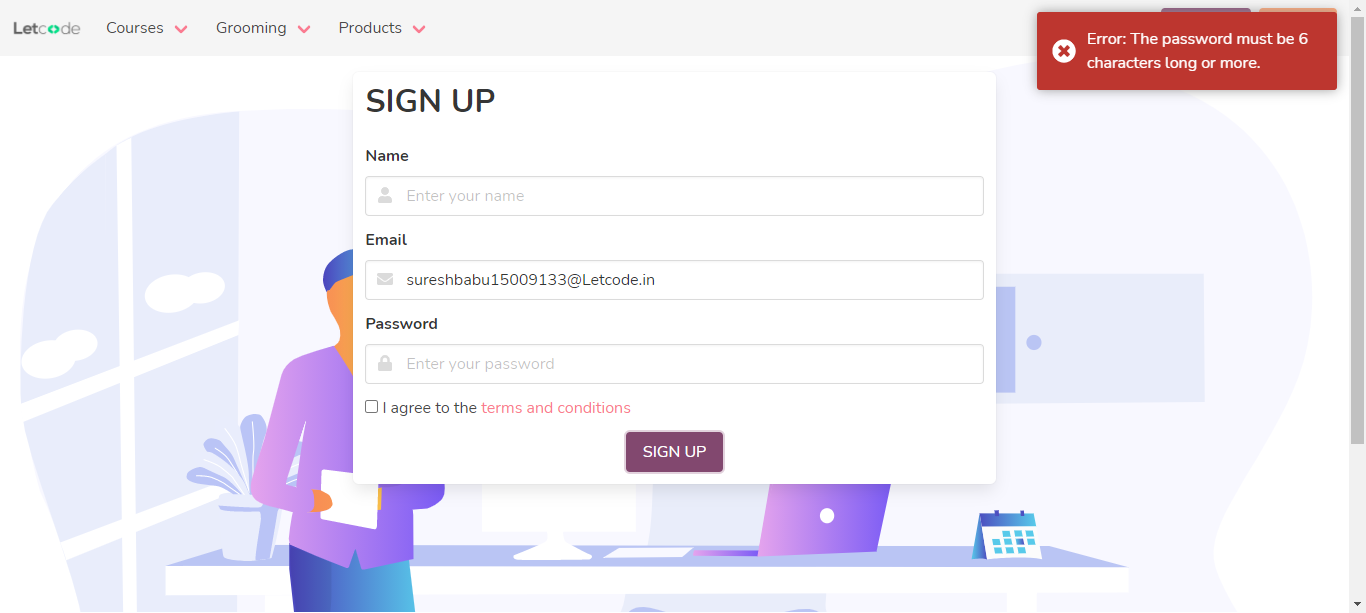 Letcode Courses Grooming Products
Error: The password must be 6
characters long or more.
SIGN UP
Name
Enter your name
Email
sureshbabu15009133@Letcode.in
Password
Enter your password
I agree to the terms and conditions
SIGN UP